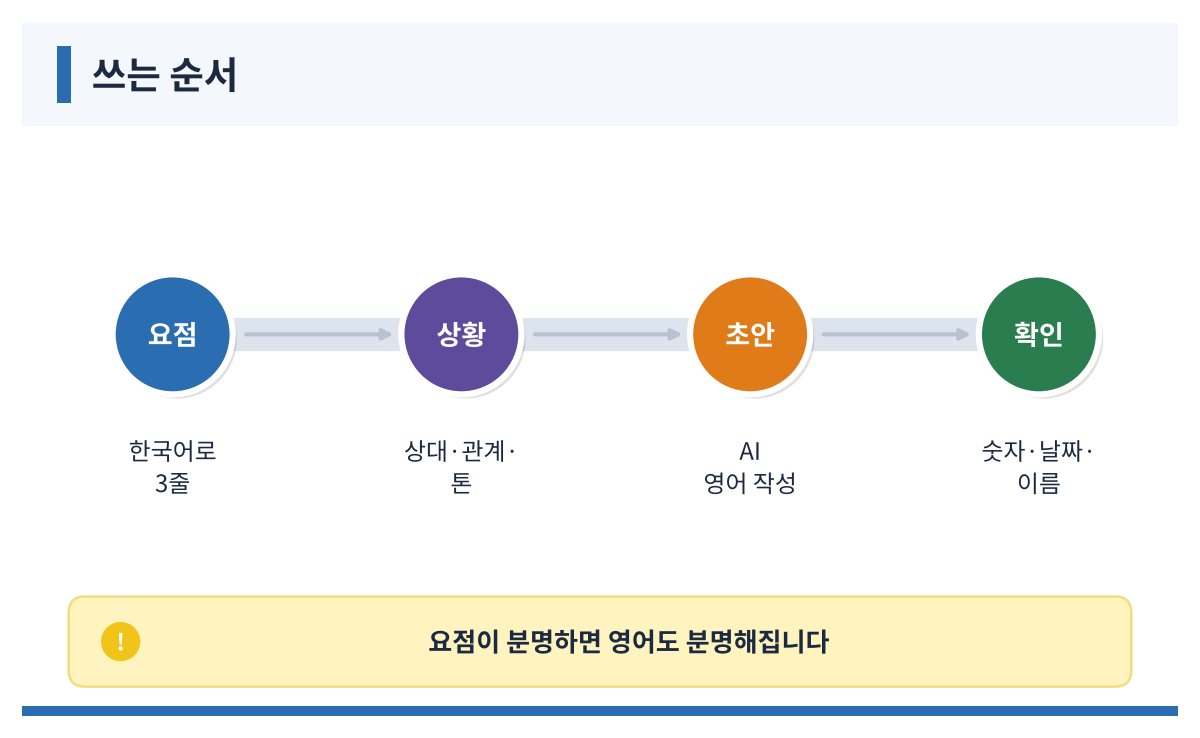 쓰는 순서
요점
상황
초안
확인
한국어로
3줄
상대·관계·
톤
AI
영어 작성
숫자·날짜·
이름
!
요점이 분명하면 영어도 분명해집니다